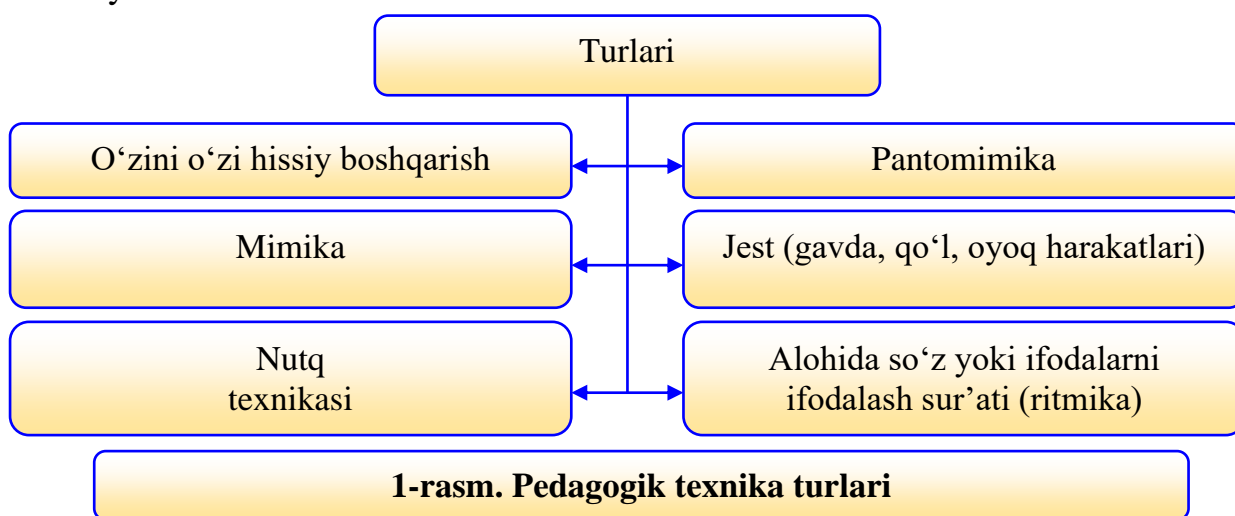 Turlari
O‘zini o‘zi hissiy boshqarish
Pantomimika
Mimika
Jest (gavda, qo‘l, oyoq harakatlari)
Nutq
texnikasi
Alohida so‘z yoki ifodalarni
ifodalash sur’ati (ritmika)
1-rasm. Pedagogik texnika turlari